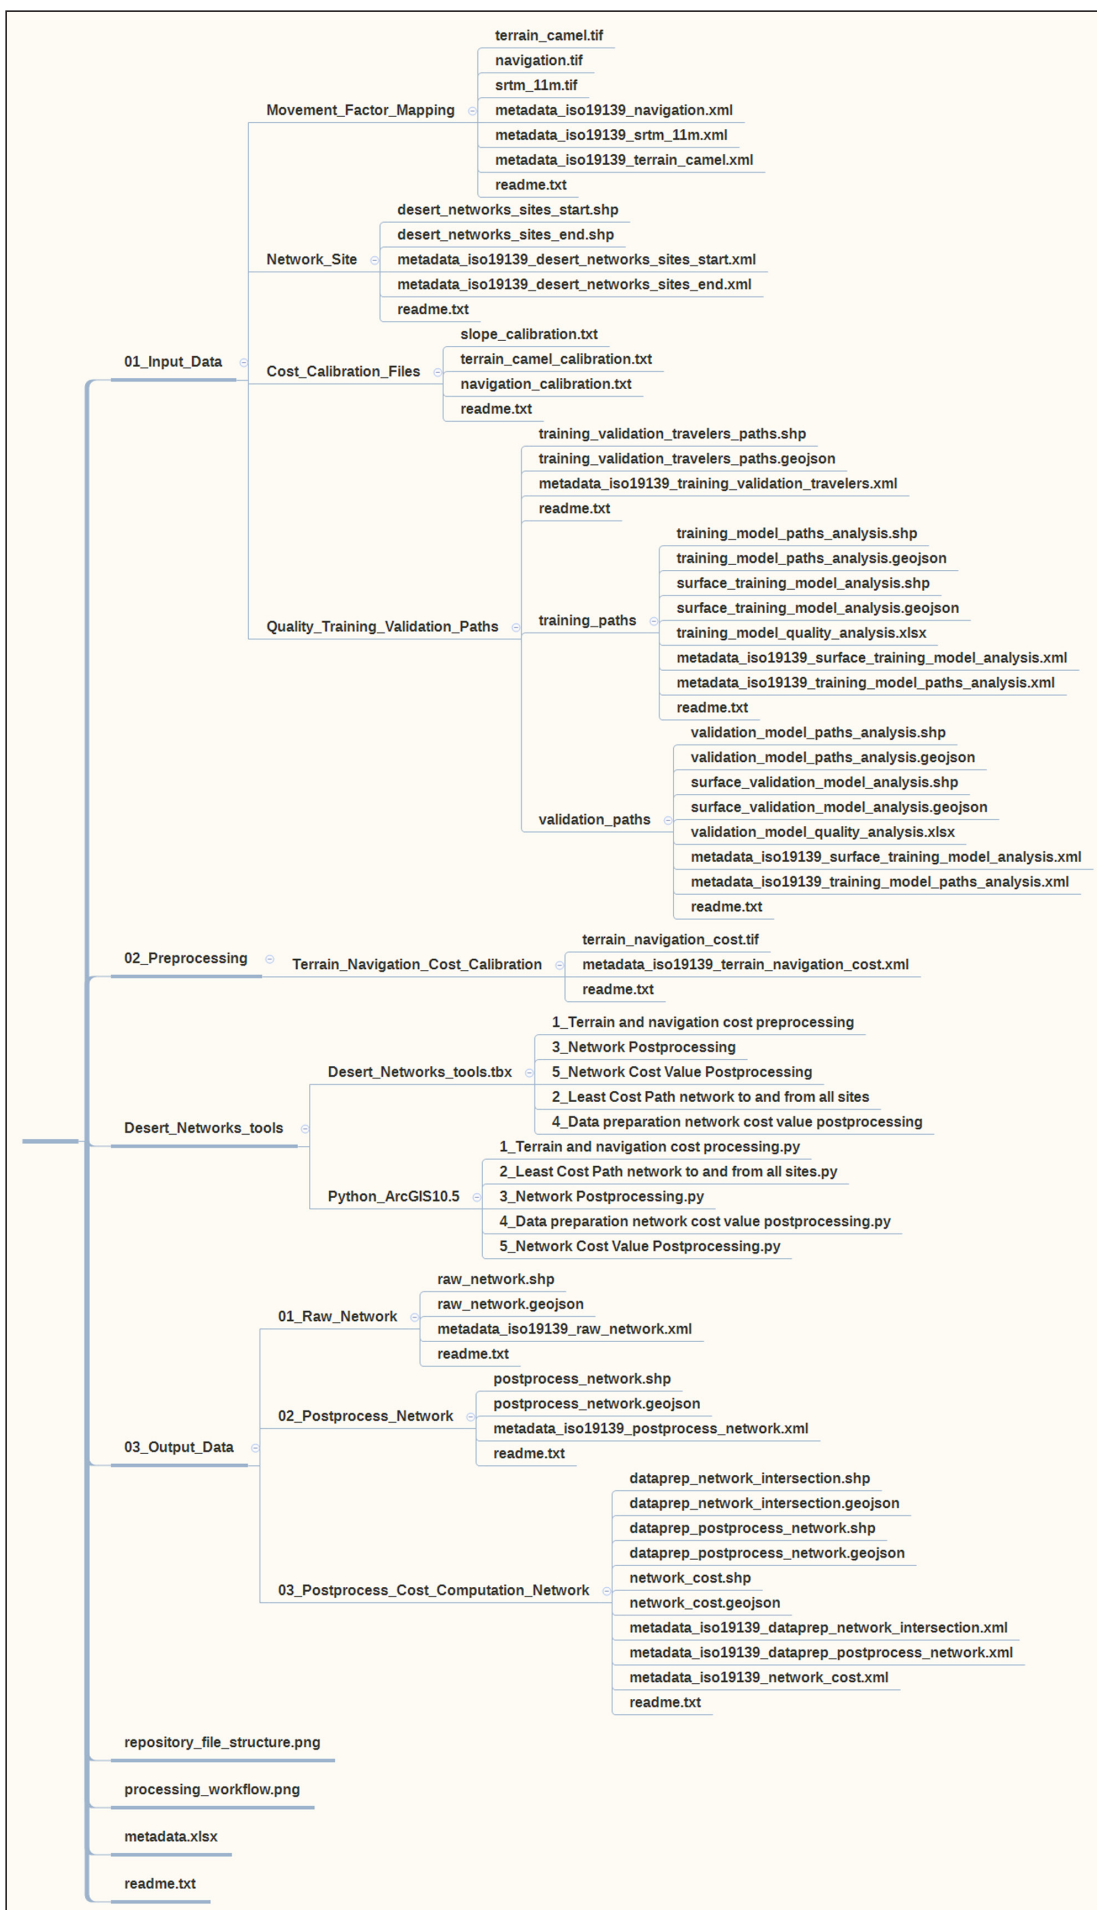 terrain_camel.tif
navigation.tif
srtm_11m.tif
Movement_Factor_Mapping
metadata_iso19139_navigation.xml
metadata_iso19139_srtm_11m.xml
metadata_iso19139_terrain_camel.xml
readme.txt
desert_networks_sites_start.shp
desert_networks_sites_end.shp
Network_Site
metadata_iso19139_desert_networks_sites_start.xml
metadata_iso19139_desert_networks_sites_end.xml
readme.txt
slope_calibration.txt
01_Input_Data
terrain_camel_calibration.txt
Cost_Calibration_Files
navigation_calibration.txt
readme.txt
training_validation_travelers_paths.shp
training_validation_travelers_paths.geojson
metadata_iso19139_training_validation_travelers.xml
readme.txt
training_model_paths_analysis.shp
training_model_paths_analysis.geojson
surface_training_model_analysis.shp
surface_training_model_analysis.geojson
Quality_Training_Validation_Paths
training_paths
training_model_quality_analysis.xlsx
metadata_iso19139_surface_training_model_analysis.xml
metadata_iso19139_training_model_paths_analysis.xml
readme.txt
validation_model_paths_analysis.shp
validation_model_paths_analysis.geojson
surface_validation_model_analysis.shp
surface_validation_model_analysis.geojson
validation_paths
validation_model_quality_analysis.xlsx
metadata_iso19139_surface_training_model_analysis.xml
metadata_iso19139_training_model_paths_analysis.xml
readme.txt
terrain_navigation_cost.tif
02_Preprocessing
Terrain_Navigation_Cost_Calibration
metadata_iso19139_terrain_navigation_cost.xml
readme.txt
1_Terrain and navigation cost preprocessing
3_Network Postprocessing
Desert_Networks_tools.tbx
5_Network Cost Value Postprocessing
2_Least Cost Path network to and from all sites
4_Data preparation network cost value postprocessing
Desert_Networks_tools
1_Terrain and navigation cost processing.py
2_Least Cost Path network to and from all sites.py
Python_ArcGIS10.5
3_Network Postprocessing.py
4_Data preparation network cost value postprocessing.py
5_Network Cost Value Postprocessing.py
raw_network.shp
raw_network.geojson
01_Raw_Network
metadata_iso19139_raw_network.xml
readme.txt
postprocess_network.shp
postprocess_network.geojson
02_Postprocess_Network
metadata_iso19139_postprocess_network.xml
03_Output_Data
readme.txt
dataprep_network_intersection.shp
dataprep_network_intersection.geojson
dataprep_postprocess_network.shp
dataprep_postprocess_network.geojson
network_cost.shp
03_Postprocess_Cost_Computation_Network
network_cost.geojson
metadata_iso19139_dataprep_network_intersection.xml
metadata_iso19139_dataprep_postprocess_network.xml
metadata_iso19139_network_cost.xml
readme.txt
repository_file_structure.png
processing_workflow.png
metadata.xlsx
readme.txt